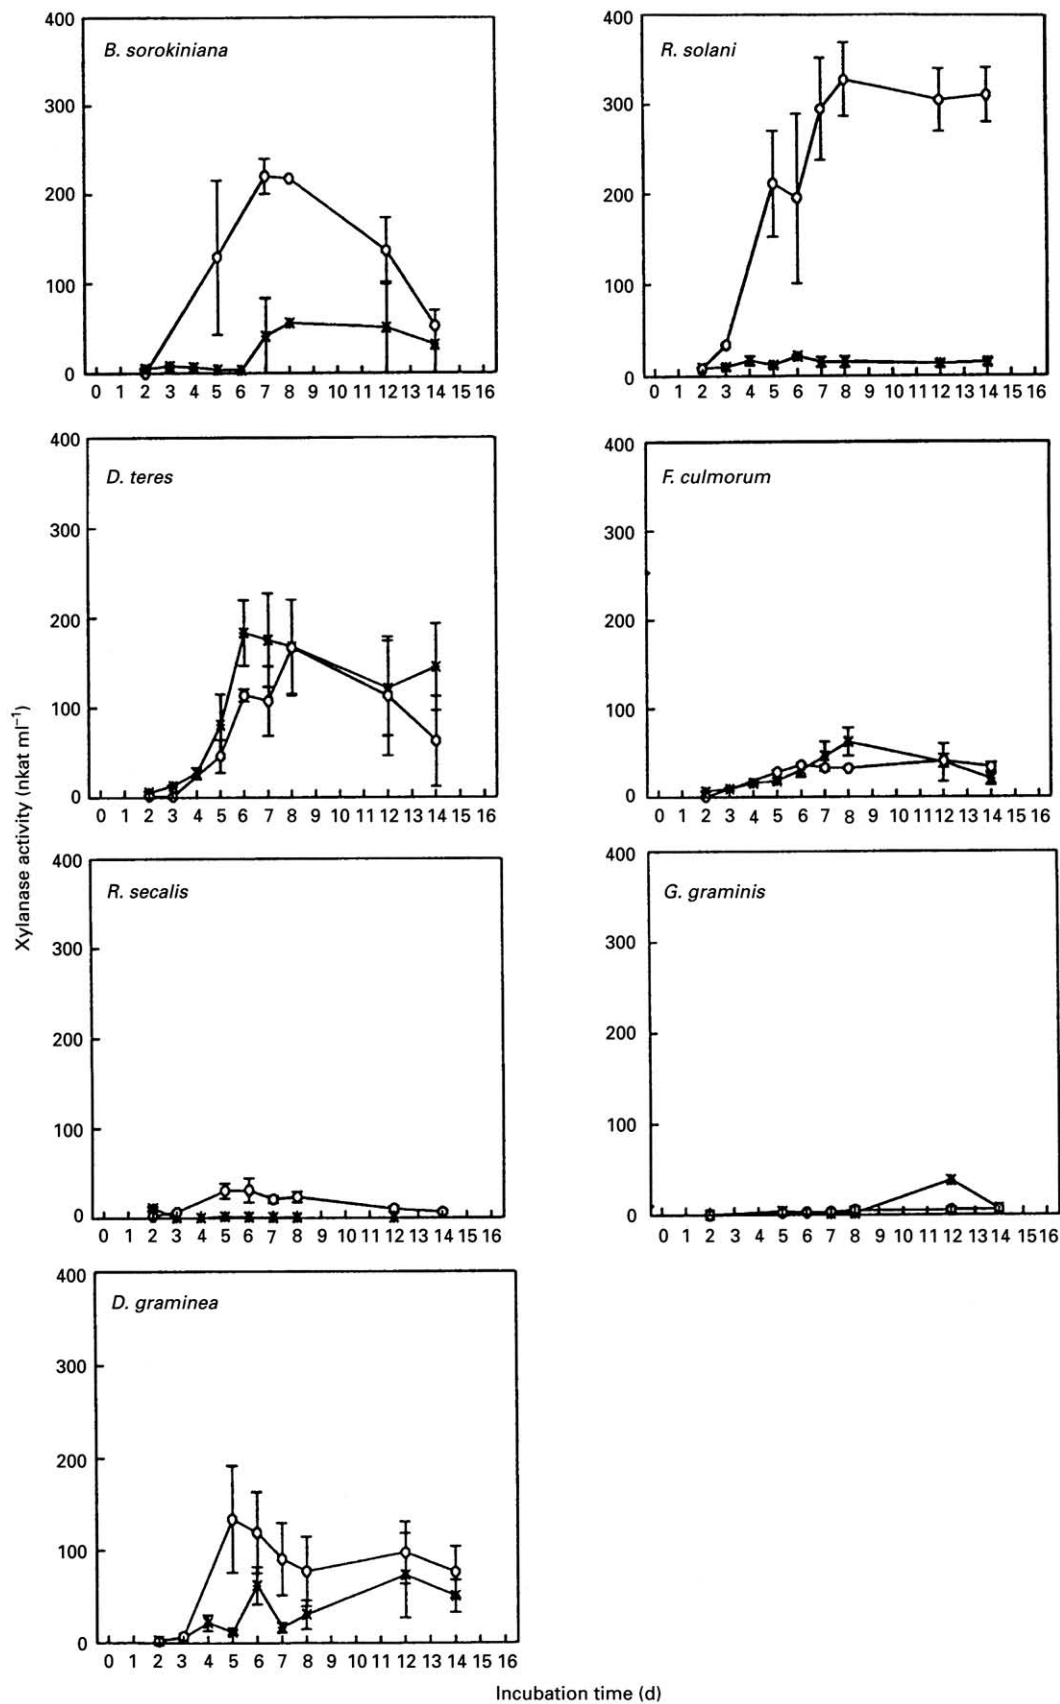 400
300
200
100
0
B. sorokiniana
0 1 2 3 4 5 6 7 8 9 10 11 12 13 14 15 16
400
300
200
100
0
R. solani
0 1 2 3 4 5 6 7 8 9 10 11 12 13 14 15 16
400
300
200
100
0
D. teres
0 1 2 3 4 5 6 7 8 9 10 11 12 13 14 15 16
400
300
200
100
0
F. culmorum
0 1 2 3 4 5 6 7 8 9 10 11 12 13 14 15 16
Xylanase activity (nkat ml⁻¹)
400
300
200
100
0
R. secalis
0 1 2 3 4 5 6 7 8 9 10 11 12 13 14 15 16
400
300
200
100
0
G. graminis
0 1 2 3 4 5 6 7 8 9 10 11 12 13 14 15 16
400
300
200
100
0
D. graminea
0 1 2 3 4 5 6 7 8 9 10 11 12 13 14 15 16
Incubation time (d)